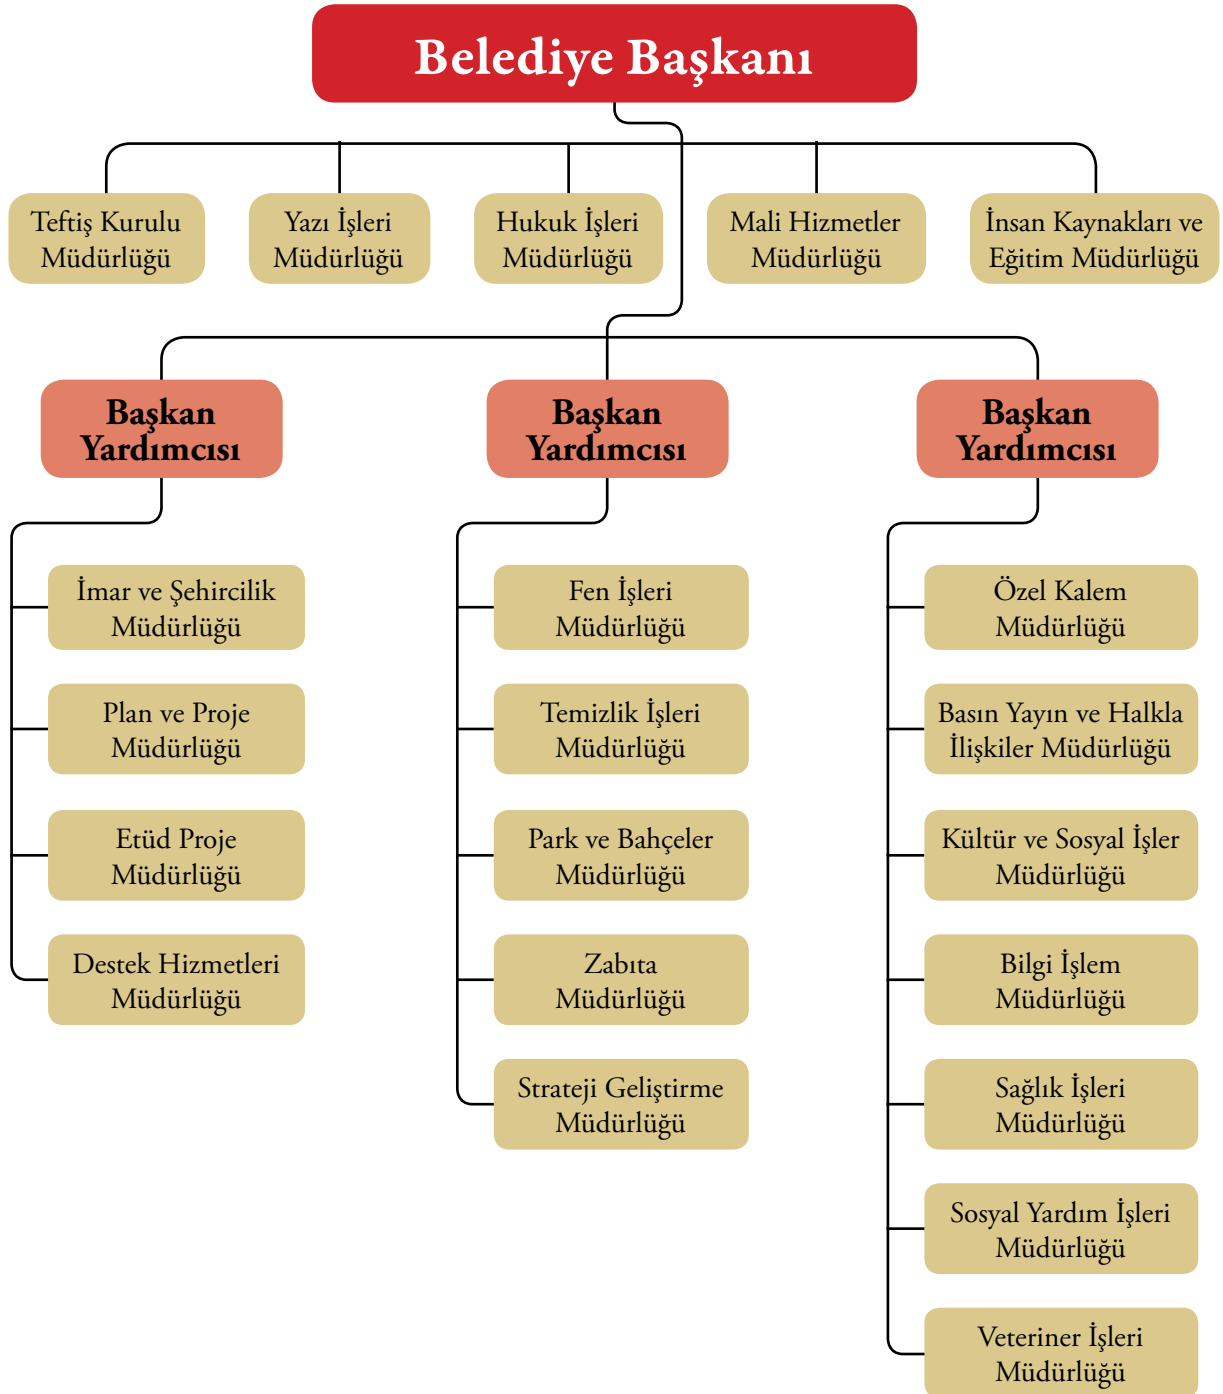 Belediye Başkanı
Teftiş Kurulu
Müdürlüğü
Yazı İşleri
Müdürlüğü
Hukuk İşleri
Müdürlüğü
Mali Hizmetler
Müdürlüğü
İnsan Kaynakları ve
Eğitim Müdürlüğü
Başkan
Yardımcısı
İmar ve Şehircilik
Müdürlüğü
Plan ve Proje
Müdürlüğü
Etüd Proje
Müdürlüğü
Destek Hizmetleri
Müdürlüğü
Başkan
Yardımcısı
Fen İşleri
Müdürlüğü
Temizlik İşleri
Müdürlüğü
Park ve Bahçeler
Müdürlüğü
Zabıta
Müdürlüğü
Strateji Geliştirme
Müdürlüğü
Başkan
Yardımcısı
Özel Kalem
Müdürlüğü
Basın Yayın ve Halkla
İlişkiler Müdürlüğü
Kültür ve Sosyal İşler
Müdürlüğü
Bilgi İşlem
Müdürlüğü
Sağlık İşleri
Müdürlüğü
Sosyal Yardım İşleri
Müdürlüğü
Veteriner İşleri
Müdürlüğü